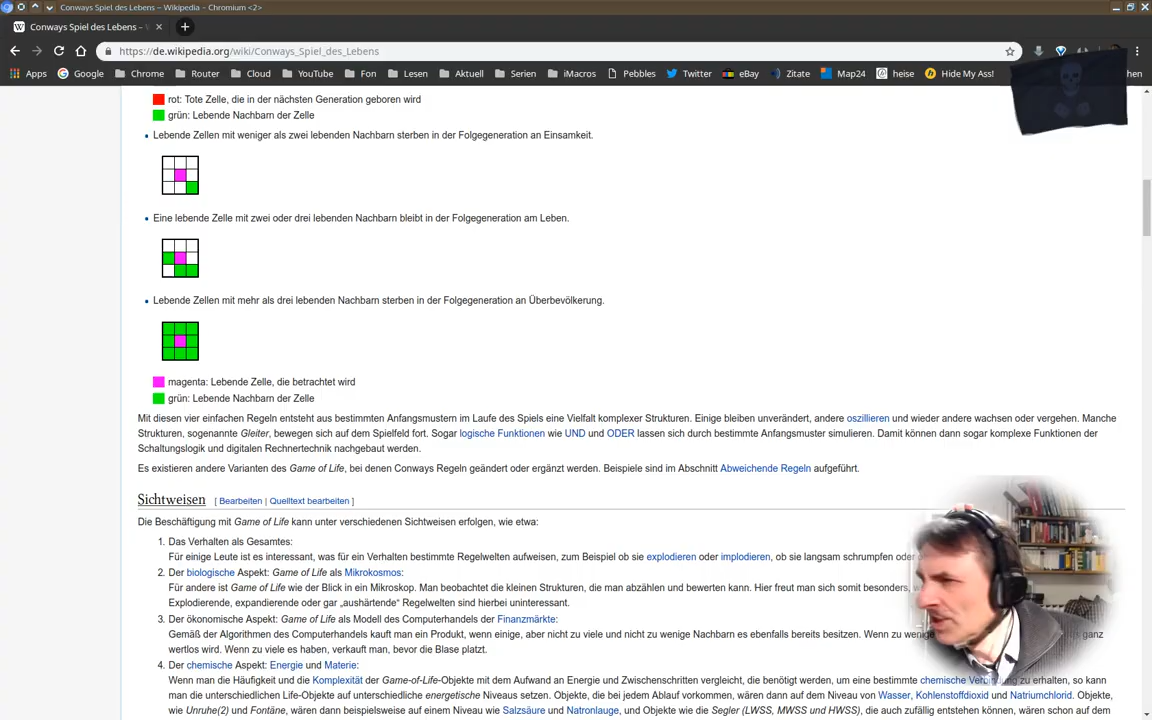 Conways Spiel des Lebens – Wikipedia - Chromium <2>
Conways Spiel des Lebens –
https://de.wikipedia.org/wiki/Conways_Spiel_des_Lebens
Apps Google Chrome Router Cloud YouTube Fon Lesen Aktuell Serien iMacros Pebbles Twitter eBay Zitate Map24 heise Hide My Ass!
rot: Tote Zelle, die in der nächsten Generation geboren wird
grün: Lebende Nachbarn der Zelle
Lebende Zellen mit weniger als zwei lebenden Nachbarn sterben in der Folgegeneration an Einsamkeit.
Eine lebende Zelle mit zwei oder drei lebenden Nachbarn bleibt in der Folgegeneration am Leben.
Lebende Zellen mit mehr als drei lebenden Nachbarn sterben in der Folgegeneration an Überbevölkerung.
magenta: Lebende Zelle, die betrachtet wird
grün: Lebende Nachbarn der Zelle
Mit diesen vier einfachen Regeln entsteht aus bestimmten Anfangsmustern im Laufe des Spiels eine Vielfalt komplexer Strukturen. Einige bleiben unverändert, andere oszillieren und wieder andere wachsen oder vergehen. Manche
Strukturen, sogenannte Gleiter, bewegen sich auf dem Spielfeld fort. Sogar logische Funktionen wie UND und ODER lassen sich durch bestimmte Anfangsmuster simulieren. Damit können dann sogar komplexe Funktionen der
Schaltungslogik und digitalen Rechnertechnik nachgebaut werden.
Es existieren andere Varianten des Game of Life, bei denen Conways Regeln geändert oder ergänzt werden. Beispiele sind im Abschnitt Abweichende Regeln aufgeführt.
Sichtweisen [ Bearbeiten | Quelltext bearbeiten ]
Die Beschäftigung mit Game of Life kann unter verschiedenen Sichtweisen erfolgen, wie etwa:
1. Das Verhalten als Gesamtes:
Für einige Leute ist es interessant, was für ein Verhalten bestimmte Regelwelten aufweisen, zum Beispiel ob sie explodieren oder implodieren, ob sie langsam schrumpfen oder
2. Der biologische Aspekt: Game of Life als Mikrokosmos:
Für andere ist Game of Life wie der Blick in ein Mikroskop. Man beobachtet die kleinen Strukturen, die man abzählen und bewerten kann. Hier freut man sich somit besonders,
Explodierende, expandierende oder gar „aushärtende“ Regelwelten sind hierbei uninteressant.
3. Der ökonomische Aspekt: Game of Life als Modell des Computerhandels der Finanzmärkte:
Gemäß der Algorithmen des Computerhandels kauft man ein Produkt, wenn einige, aber nicht zu viele und nicht zu wenige Nachbarn es ebenfalls bereits besitzen. Wenn zu wenige ganz
wertlos wird. Wenn zu viele es haben, verkauft man, bevor die Blase platzt.
4. Der chemische Aspekt: Energie und Materie:
Wenn man die Häufigkeit und die Komplexität der Game-of-Life-Objekte mit dem Aufwand an Energie und Zwischenschritten vergleicht, die benötigt werden, um eine bestimmte chemische Verbindung zu erhalten, so kann
man die unterschiedlichen Life-Objekte auf unterschiedliche energetische Niveaus setzen. Objekte, die bei jedem Ablauf vorkommen, wären dann auf dem Niveau von Wasser, Kohlenstoffdioxid und Natriumchlorid. Objekte,
wie Unruhe(2) und Fontäne, wären dann beispielsweise auf einem Niveau wie Salzsäure und Natronlauge, und Objekte wie die Segler (LWSS, MWSS und HWSS), die auch zufällig entstehen können, wären schon auf dem